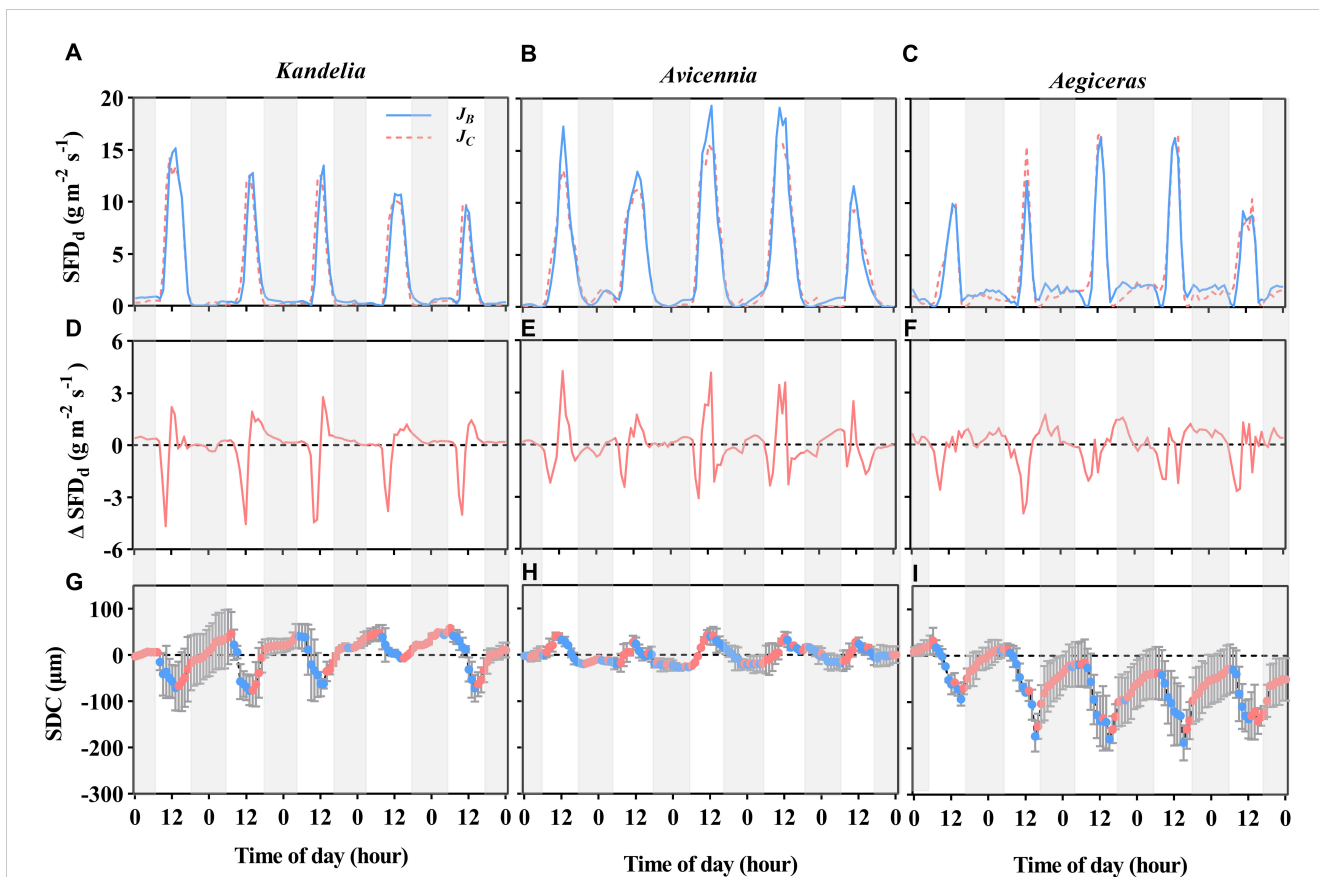 A
B
C
Kandelia
Avicennia
Aegiceras
20
15
10
5
0
SFDd (g m-2 s-1)
JB
JC
D
E
F
6
3
0
-3
-6
Δ SFDd (g m-2 s-1)
G
H
I
100
0
-100
-200
-300
SDC (µm)
0 12 0 12 0 12 0 12 0 12 0
0 12 0 12 0 12 0 12 0 12 0
0 12 0 12 0 12 0 12 0 12 0
Time of day (hour)
Time of day (hour)
Time of day (hour)